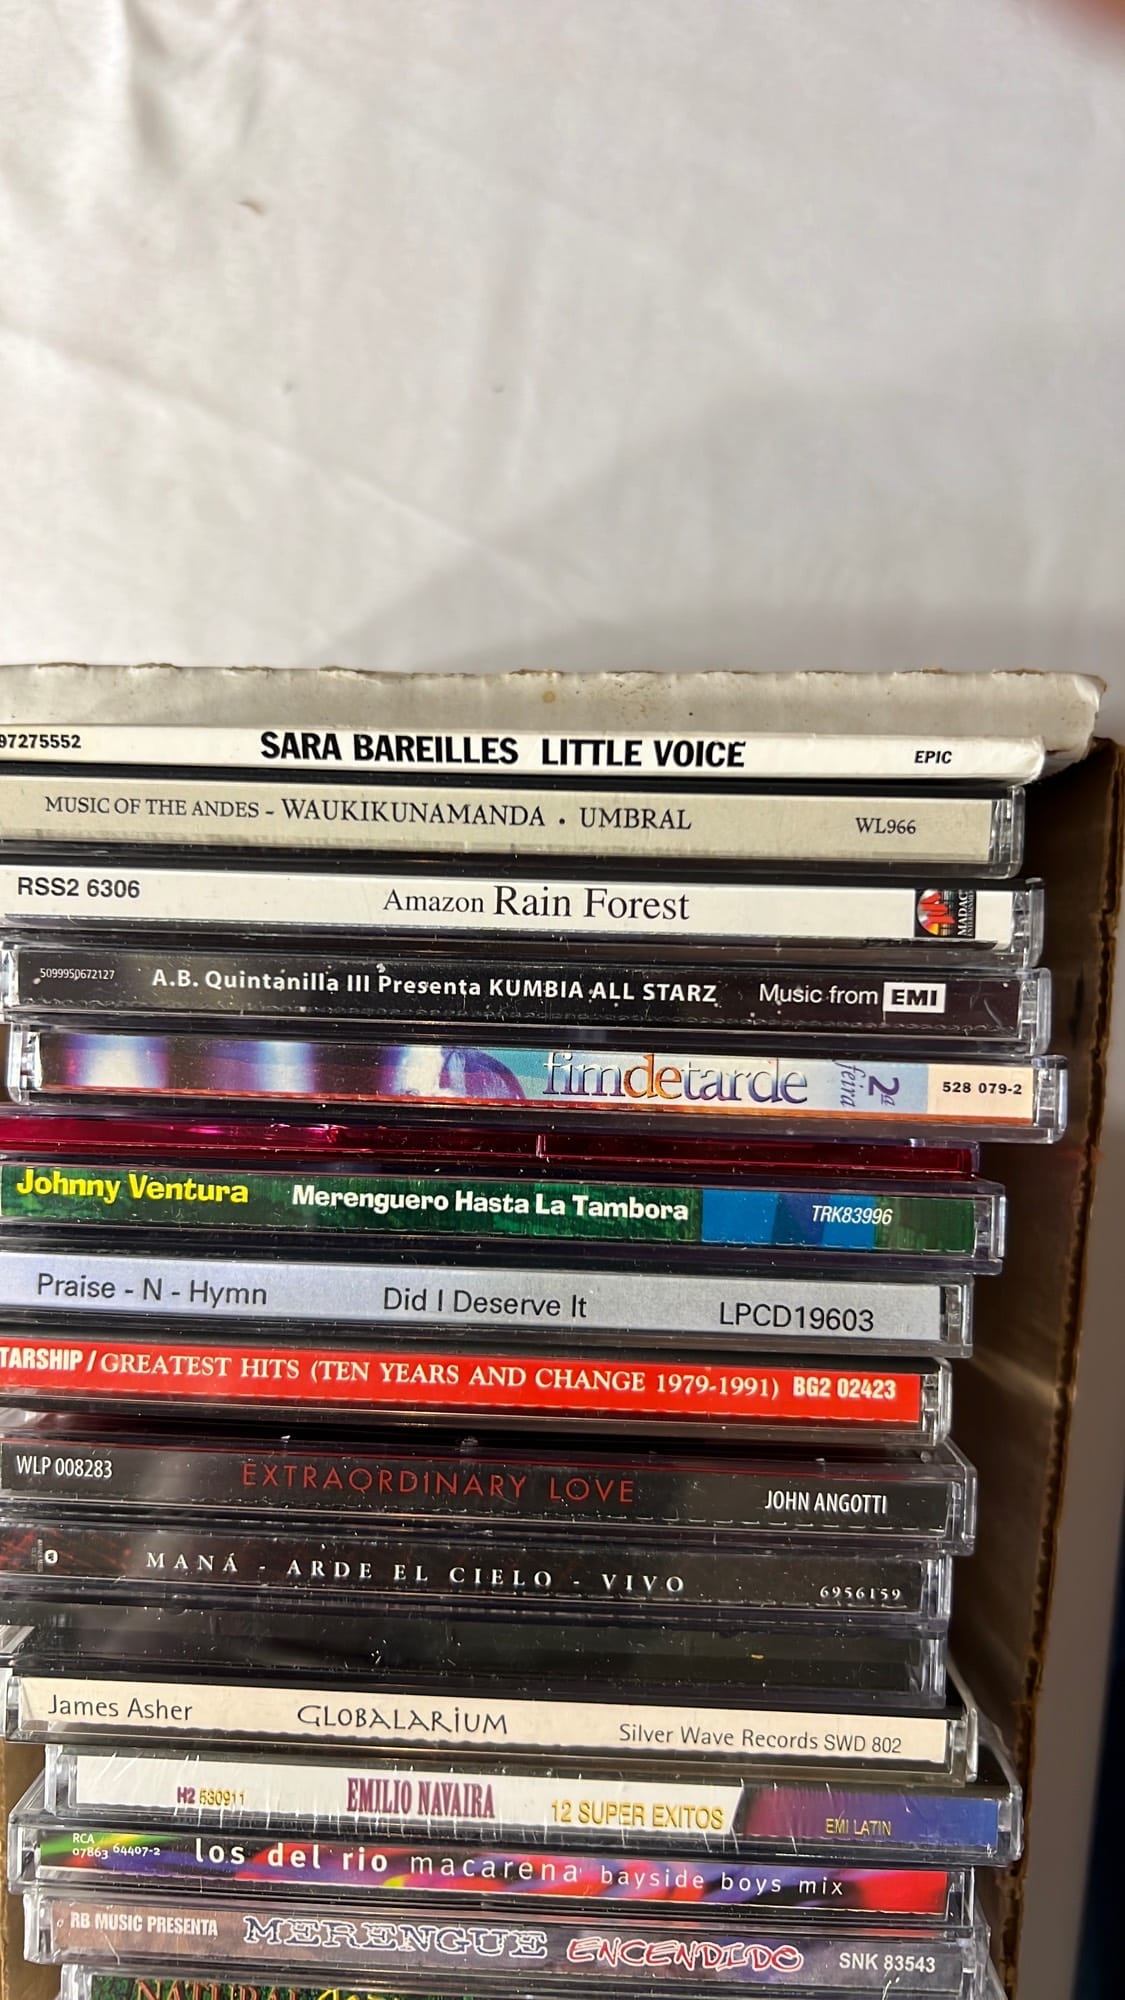 97275552 SARA BAREILLES LITTLE VOICE EPIC
MUSIC OF THE ANDES - WAUKIKUNAMANDA . UMBRAL WL966
RSS2 6306 Amazon Rain Forest MADACY
5099950672127 A.B. Quintanilla III Presenta KUMBIA ALL STARZ Music from EMI
fimdetarde 2ª feira 528 079-2
Johnny Ventura Merenguero Hasta La Tambora TRK83996
Praise - N - Hymn Did I Deserve It LPCD19603
TARSHIP / GREATEST HITS (TEN YEARS AND CHANGE 1979-1991) BG2 02423
WLP 008283 EXTRAORDINARY LOVE JOHN ANGOTTI
MANÁ - ARDE EL CIELO - VIVO 6956159
James Asher GLOBALARIUM Silver Wave Records SWD 802
H2 530911 EMILIO NAVAIRA 12 SUPER EXITOS EMI LATIN
RCA 07863 64407-2 los del rio macarena bayside boys mix
RB MUSIC PRESENTA MERENGUE ENCENDIDO SNK 83543
NATURAL